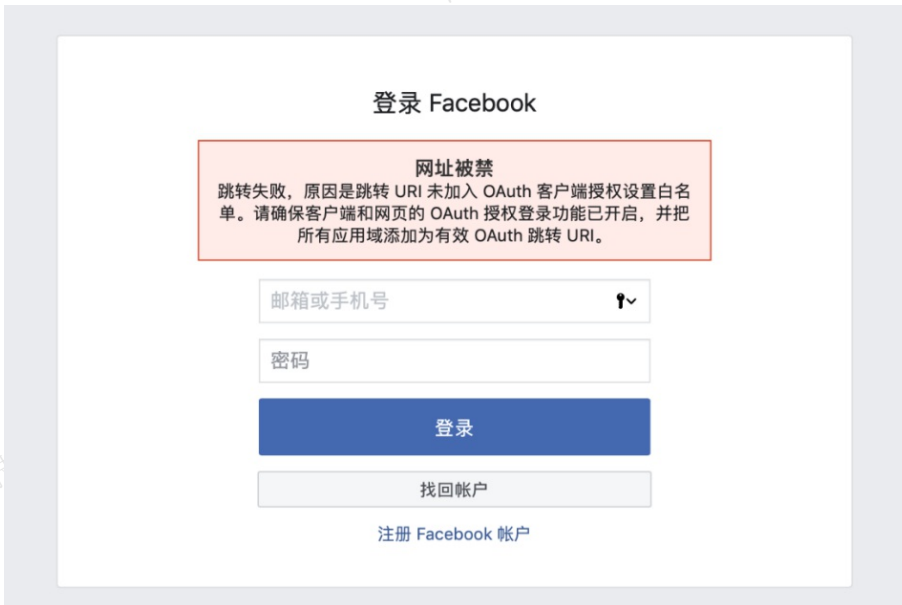 登录 Facebook
网址被禁
跳转失败，原因是跳转 URI 未加入 OAuth 客户端授权设置白名
单。请确保客户端和网页的 OAuth 授权登录功能已开启，并把
所有应用域添加为有效 OAuth 跳转 URI。
邮箱或手机号
密码
登录
找回帐户
注册 Facebook 帐户